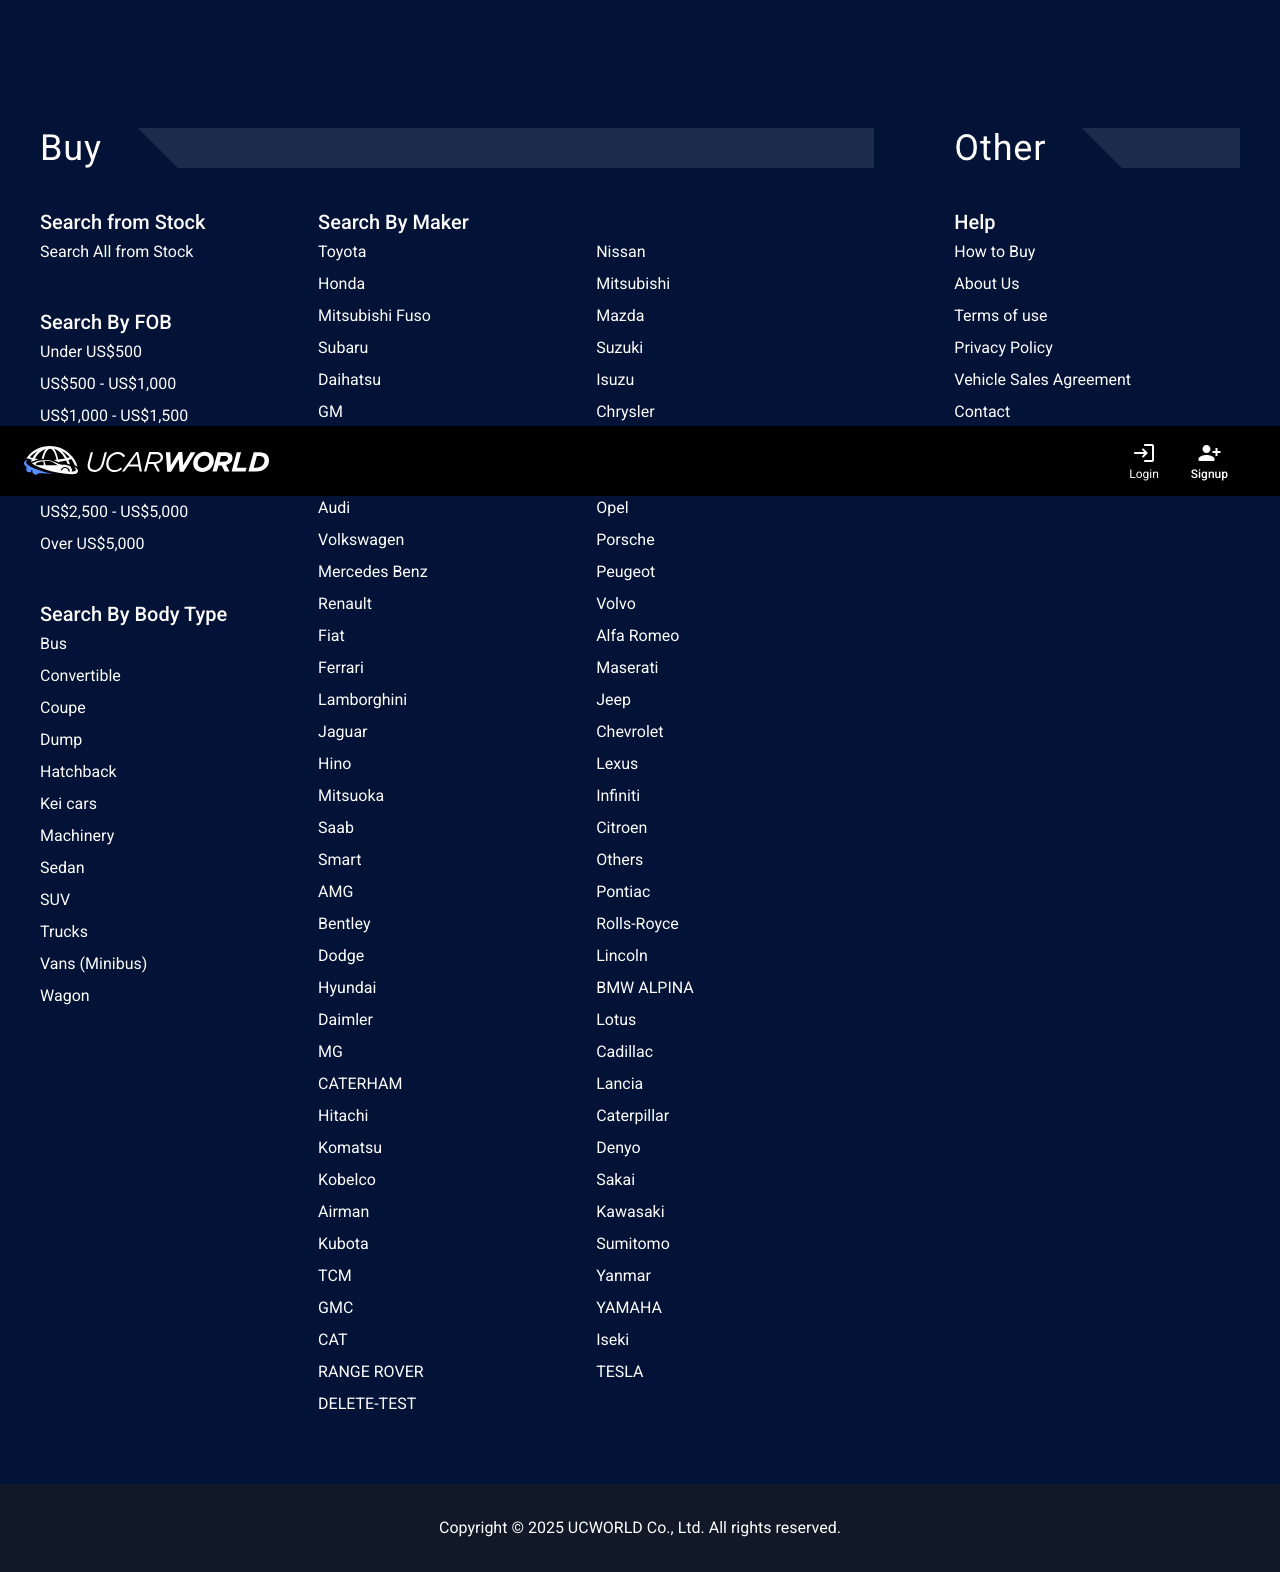 Buy
Search from Stock
Search All from Stock
Search By FOB
Under US$500
US$500 - US$1,000
US$1,000 - US$1,500
US$2,500 - US$5,000
Over US$5,000
Search By Body Type
Bus
Convertible
Coupe
Dump
Hatchback
Kei cars
Machinery
Sedan
SUV
Trucks
Vans (Minibus)
Wagon
Search By Maker
Toyota
Honda
Mitsubishi Fuso
Subaru
Daihatsu
GM
Audi
Volkswagen
Mercedes Benz
Renault
Fiat
Ferrari
Lamborghini
Jaguar
Hino
Mitsuoka
Saab
Smart
AMG
Bentley
Dodge
Hyundai
Daimler
MG
CATERHAM
Hitachi
Komatsu
Kobelco
Airman
Kubota
TCM
GMC
CAT
RANGE ROVER
DELETE-TEST
Nissan
Mitsubishi
Mazda
Suzuki
Isuzu
Chrysler
Opel
Porsche
Peugeot
Volvo
Alfa Romeo
Maserati
Jeep
Chevrolet
Lexus
Infiniti
Citroen
Others
Pontiac
Rolls-Royce
Lincoln
BMW ALPINA
Lotus
Cadillac
Lancia
Caterpillar
Denyo
Sakai
Kawasaki
Sumitomo
Yanmar
YAMAHA
Iseki
TESLA
Other
Help
How to Buy
About Us
Terms of use
Privacy Policy
Vehicle Sales Agreement
Contact
UCARWORLD
Login
Signup
Copyright © 2025 UCWORLD Co., Ltd. All rights reserved.